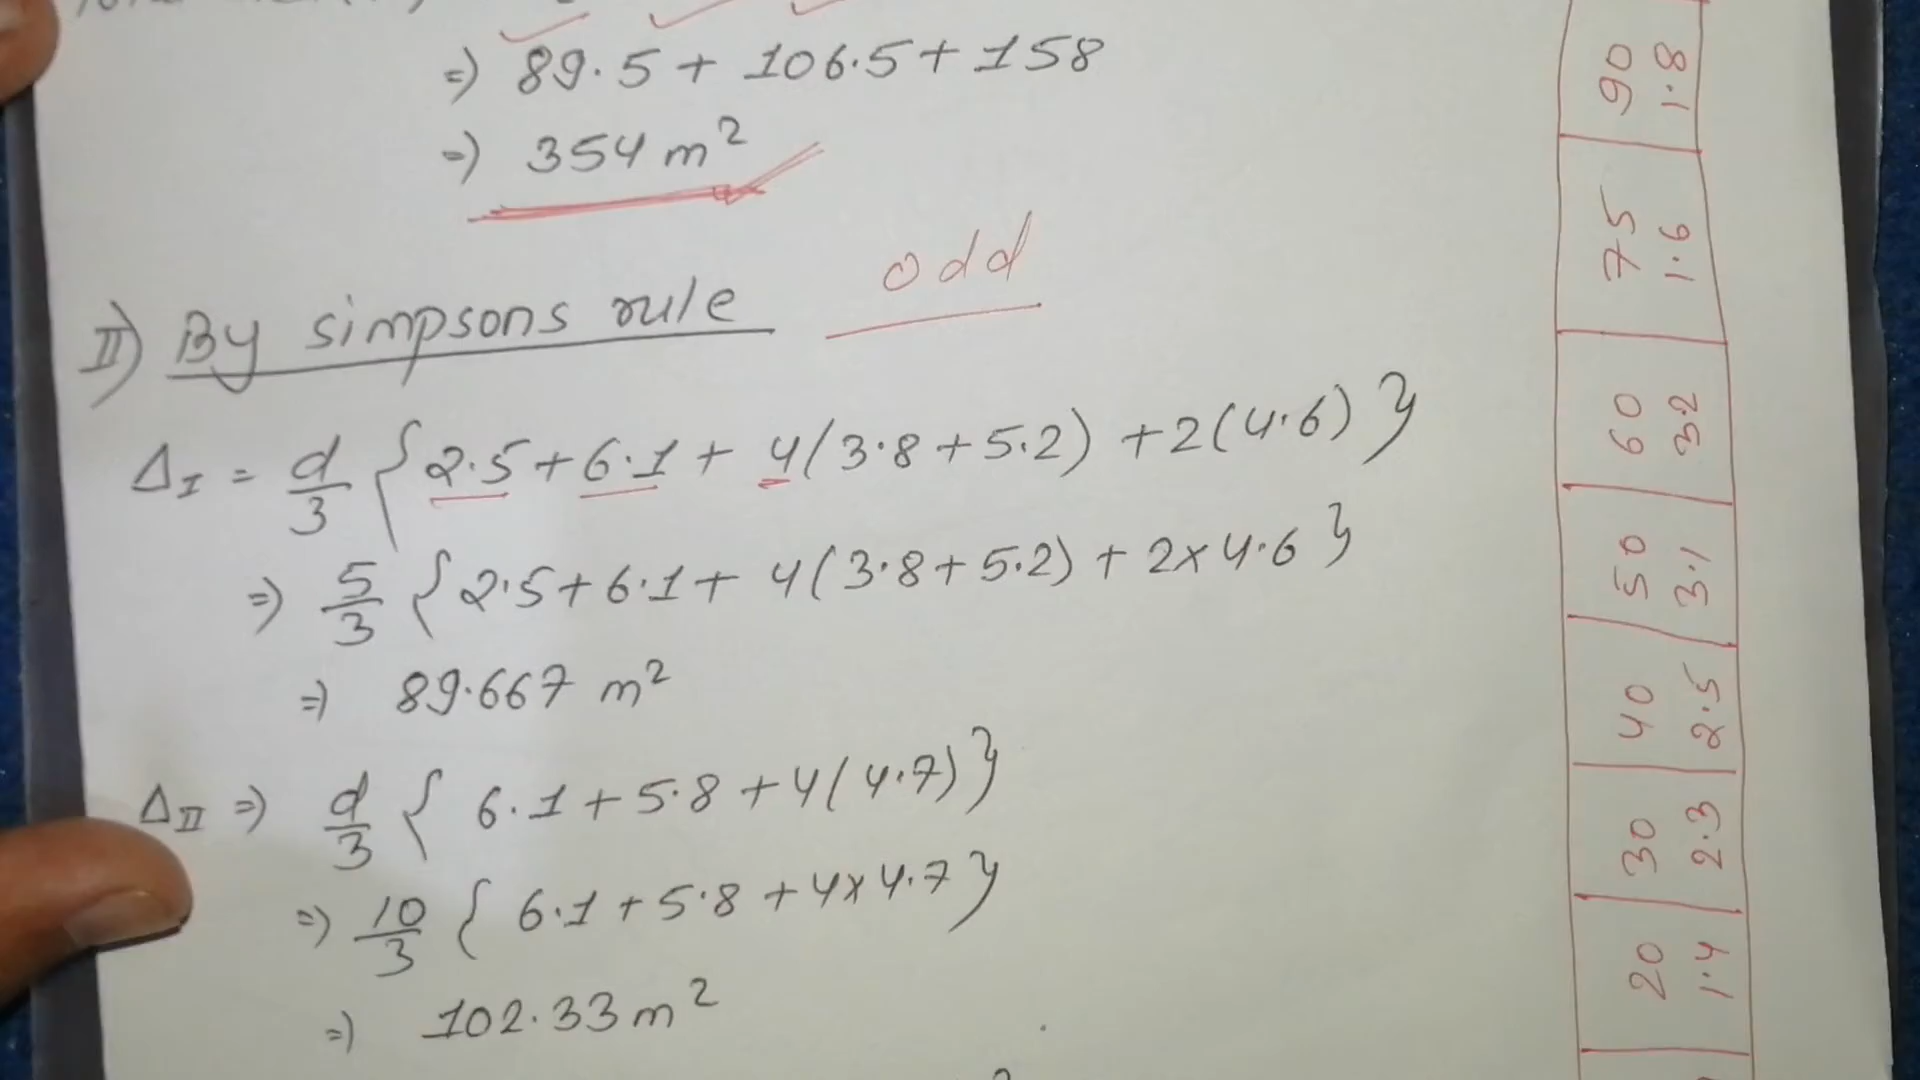 =) 89.5 + 106.5 + 158
=) 354 m²
II) By simpsons rule odd
Δ_I = d/3 { 2.5 + 6.1 + 4(3.8 + 5.2) + 2(4.6) }
=) 5/3 { 2.5 + 6.1 + 4(3.8 + 5.2) + 2×4.6 }
=) 89.667 m²
Δ_II =) d/3 { 6.1 + 5.8 + 4(4.7) }
=) 10/3 { 6.1 + 5.8 + 4×4.7 }
=) 102.33 m²
20 30 40 50 60 75 90
1.4 2.3 2.5 3.1 3.2 1.6 1.8